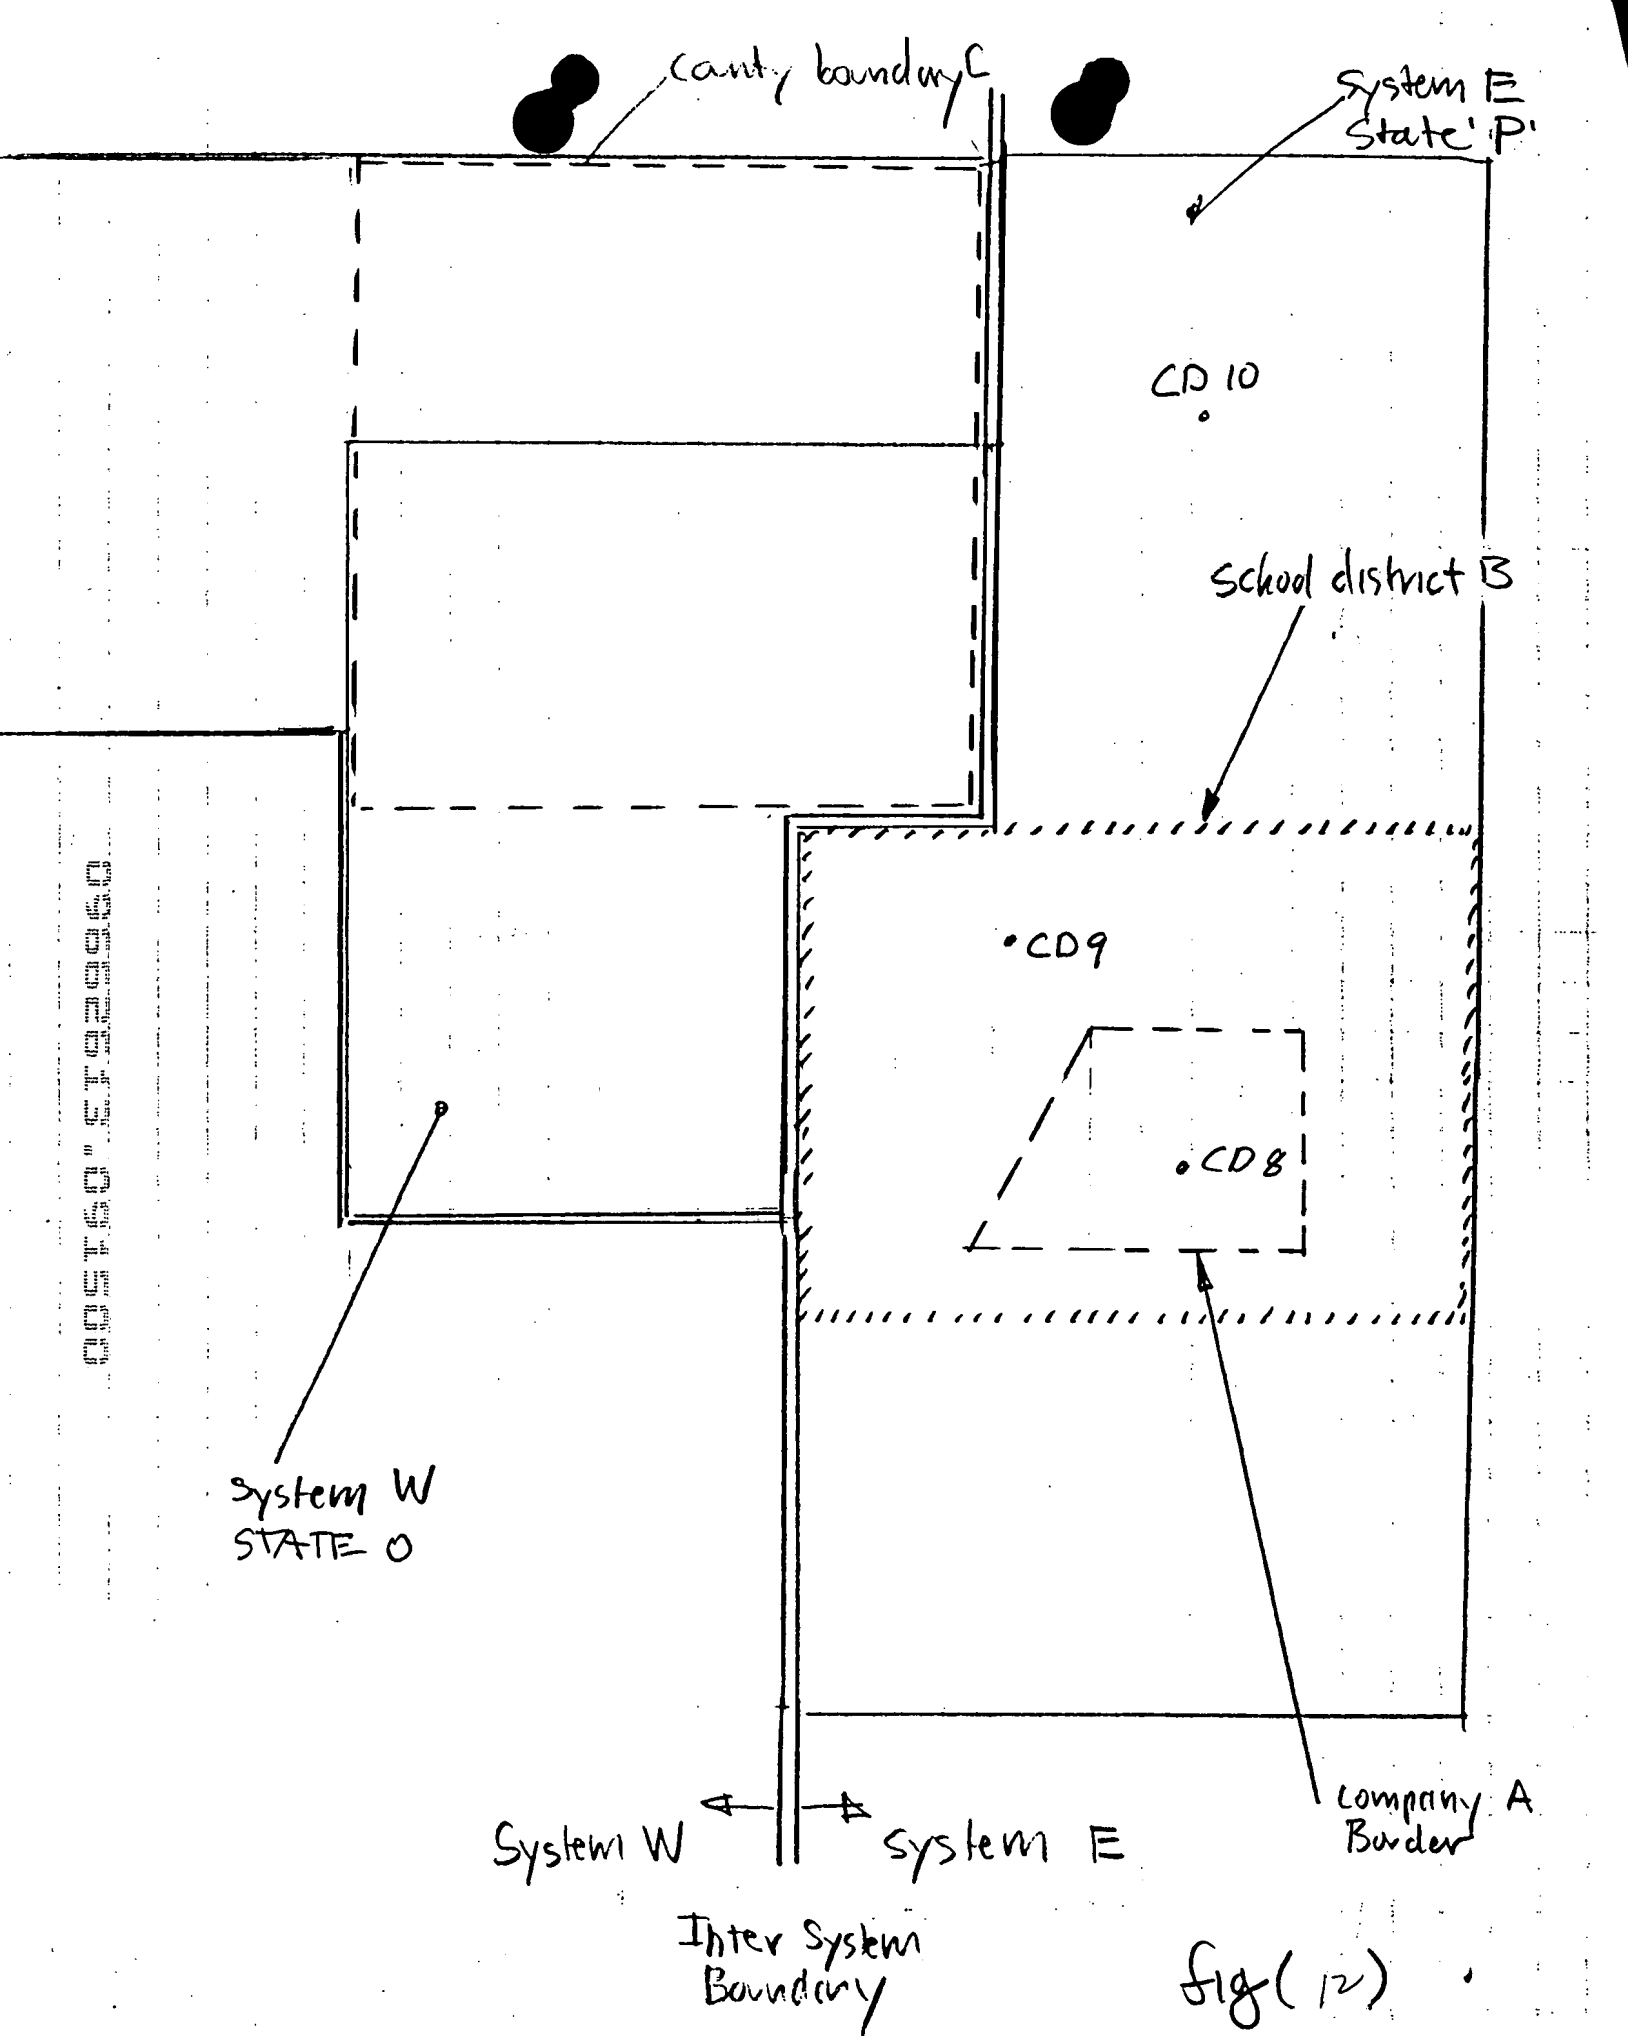 County boundary C
System E
State 'P'
CD 10
School district B
CD9
CD8
System W
STATE O
Company A
Border
System W
System E
Inter System
Boundary
fig (12)